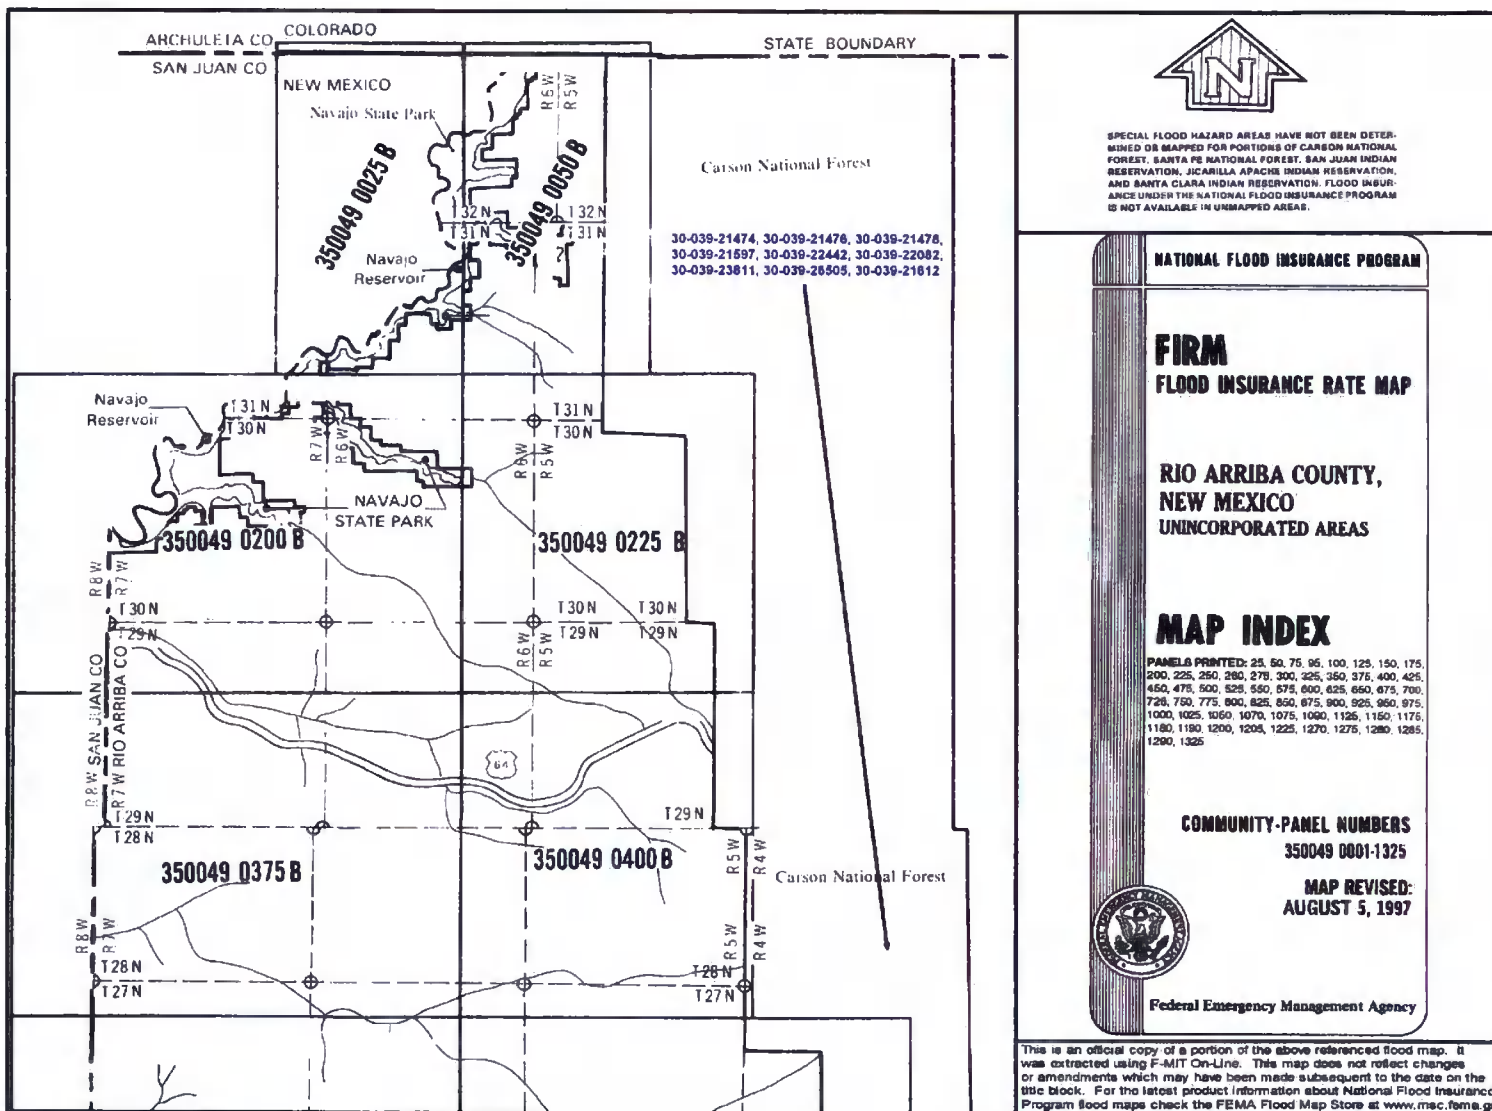 ARCHULETA CO
COLORADO
STATE BOUNDARY
SAN JUAN CO
NEW MEXICO
Navajo State Park
R6W
R5W
350049 0025 B
350049 0050 B
Carson National Forest
T32N
T31N
T32N
T31N
30-039-21474, 30-039-21476, 30-039-21478,
30-039-21597, 30-039-22442, 30-039-22082,
30-039-23811, 30-039-26505, 30-039-21612
Navajo
Reservoir
Navajo
Reservoir
T31N
T30N
R7W
R6W
T31N
T30N
R6W
R5W
NAVAJO
STATE PARK
350049 0200 B
350049 0225 B
R8W
R7W
T30N
T29N
T30N
T29N
T30N
T29N
R6W
R5W
R8W SAN JUAN CO
R7W RIO ARRIBA CO
64
T29N
T28N
T29N
350049 0375 B
350049 0400 B
R5W
R4W
Carson National Forest
R8W
R7W
R5W
R4W
T28N
T27N
T28N
T27N
N
SPECIAL FLOOD HAZARD AREAS HAVE NOT BEEN DETER-
MINED OR MAPPED FOR PORTIONS OF CARSON NATIONAL
FOREST, SANTA FE NATIONAL FOREST, SAN JUAN INDIAN
RESERVATION, JICARILLA APACHE INDIAN RESERVATION,
AND SANTA CLARA INDIAN RESERVATION. FLOOD INSUR-
ANCE UNDER THE NATIONAL FLOOD INSURANCE PROGRAM
IS NOT AVAILABLE IN UNMAPPED AREAS.
NATIONAL FLOOD INSURANCE PROGRAM
FIRM
FLOOD INSURANCE RATE MAP
RIO ARRIBA COUNTY,
NEW MEXICO
UNINCORPORATED AREAS
MAP INDEX
PANELS PRINTED: 25, 50, 75, 95, 100, 125, 150, 175,
200, 225, 250, 260, 275, 300, 325, 350, 375, 400, 425,
450, 475, 500, 525, 550, 575, 600, 625, 650, 675, 700,
725, 750, 775, 800, 825, 850, 875, 900, 925, 950, 975,
1000, 1025, 1050, 1070, 1075, 1090, 1125, 1150, 1175,
1180, 1190, 1200, 1205, 1225, 1270, 1275, 1280, 1285,
1290, 1325
COMMUNITY-PANEL NUMBERS
350049 0001-1325
MAP REVISED:
AUGUST 5, 1997
Federal Emergency Management Agency
This is an official copy of a portion of the above referenced flood map. It
was extracted using F-MIT On-Line. This map does not reflect changes
or amendments which may have been made subsequent to the date on the
title block. For the latest product information about National Flood Insurance
Program flood maps check the FEMA Flood Map Store at www.msc.fema.go